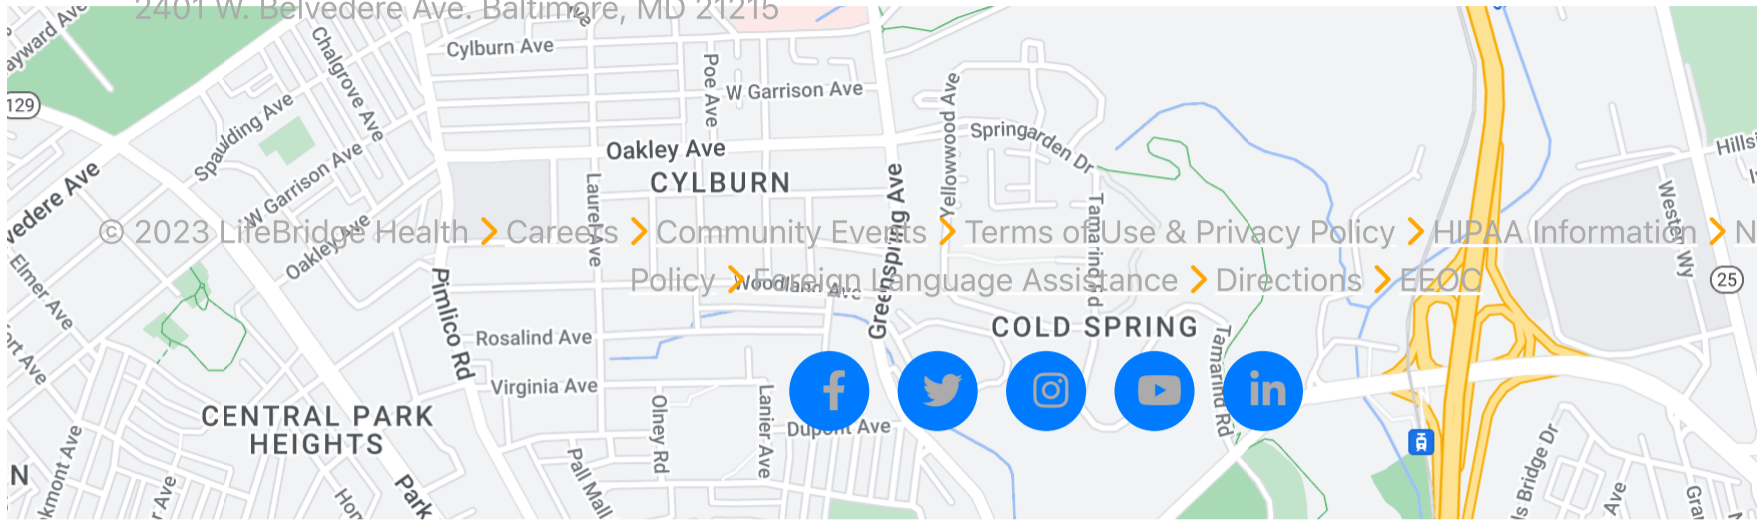 2401 W. Belvedere Ave. Baltimore, MD 21215
Cylburn Ave
Chalgrove Ave
Poe Ave
W Garrison Ave
Yellowwood Ave
129
Spaulding Ave
Springarden Dr
Oakley Ave
CYLBURN
W Garrison Ave
Laurel Ave
Greenspring Ave
Tamarind Rd
Western Wy
Oakley Ave
© 2023 LifeBridge Health > Careers > Community Events > Terms of Use & Privacy Policy > HIPAA Information > N
Policy > Foreign Language Assistance > Directions > EEOC
Elmer Ave
Woodland Ave
25
Pimlico Rd
COLD SPRING
Rosalind Ave
Tamarind Rd
Virginia Ave
Lanier Ave
Olney Rd
CENTRAL PARK
HEIGHTS
Dupont Ave
Pall Mall
Park